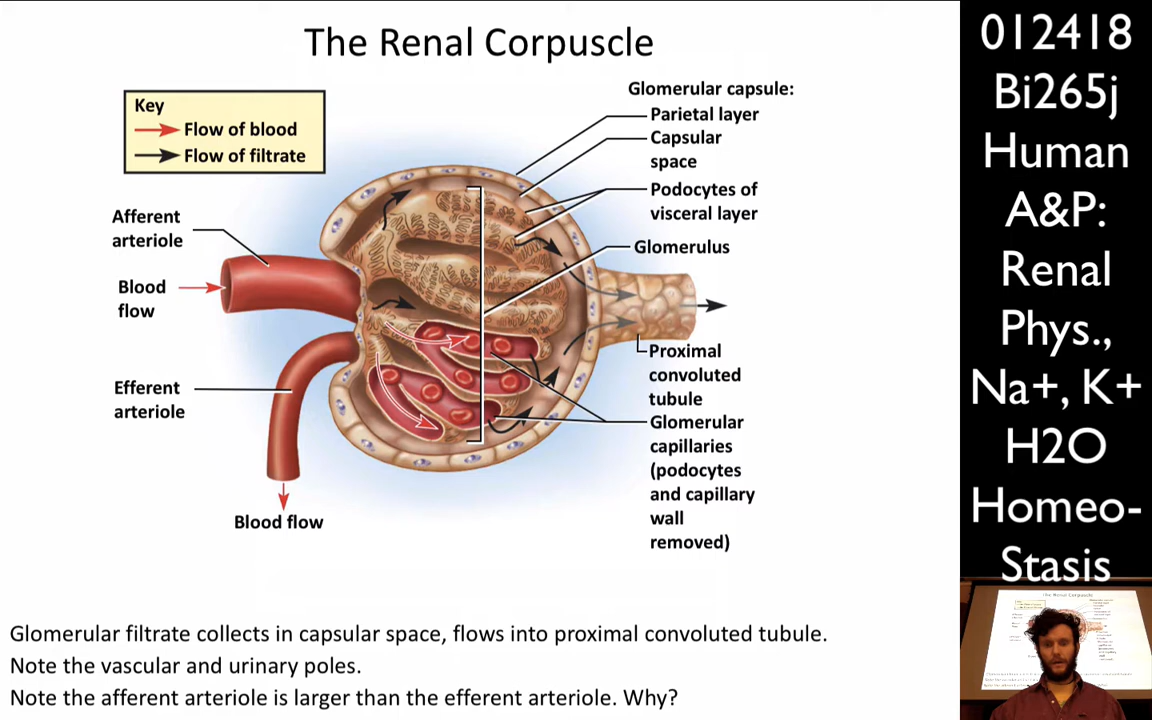 The Renal Corpuscle
Key
Flow of blood
Flow of filtrate
Glomerular capsule:
Parietal layer
Capsular
space
Podocytes of
visceral layer
Glomerulus
Afferent
arteriole
Blood
flow
Efferent
arteriole
Blood flow
Proximal
convoluted
tubule
Glomerular
capillaries
(podocytes
and capillary
wall
removed)
Glomerular filtrate collects in capsular space, flows into proximal convoluted tubule.
Note the vascular and urinary poles.
Note the afferent arteriole is larger than the efferent arteriole. Why?
012418
Bi265j
Human
A&P:
Renal
Phys.,
Na+, K+
H2O
Homeo-
Stasis
The Renal Corpuscle